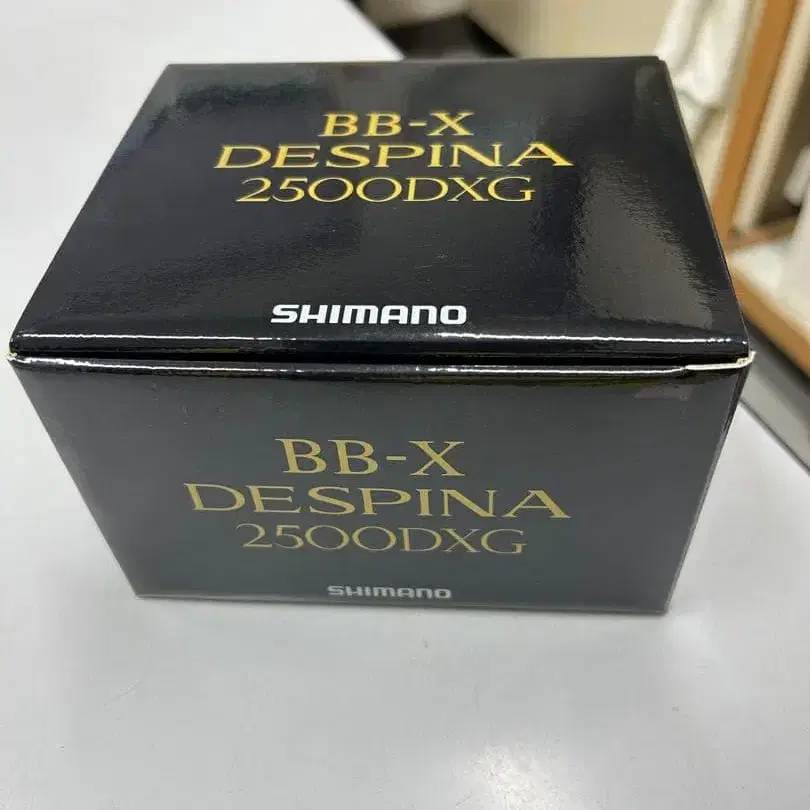 BB-X
DESPINA
2500DXG
SHIMANO
BB-X
DESPINA
2500DXG
SHIMANO